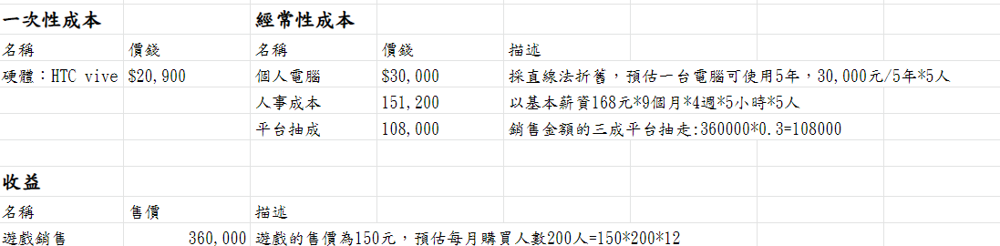 一次性成本 經常性成本
名稱 價錢 名稱 價錢 描述
硬體：HTC vive $20,900 個人電腦 $30,000 採直線法折舊，預估一台電腦可使用5年，30,000元/5年*5人
人事成本 151,200 以基本薪資168元*9個月*4週*5小時*5人
平台抽成 108,000 銷售金額的三成平台抽走:360000*0.3=108000
收益
名稱 售價 描述
遊戲銷售 360,000 遊戲的售價為150元，預估每月購買人數200人=150*200*12